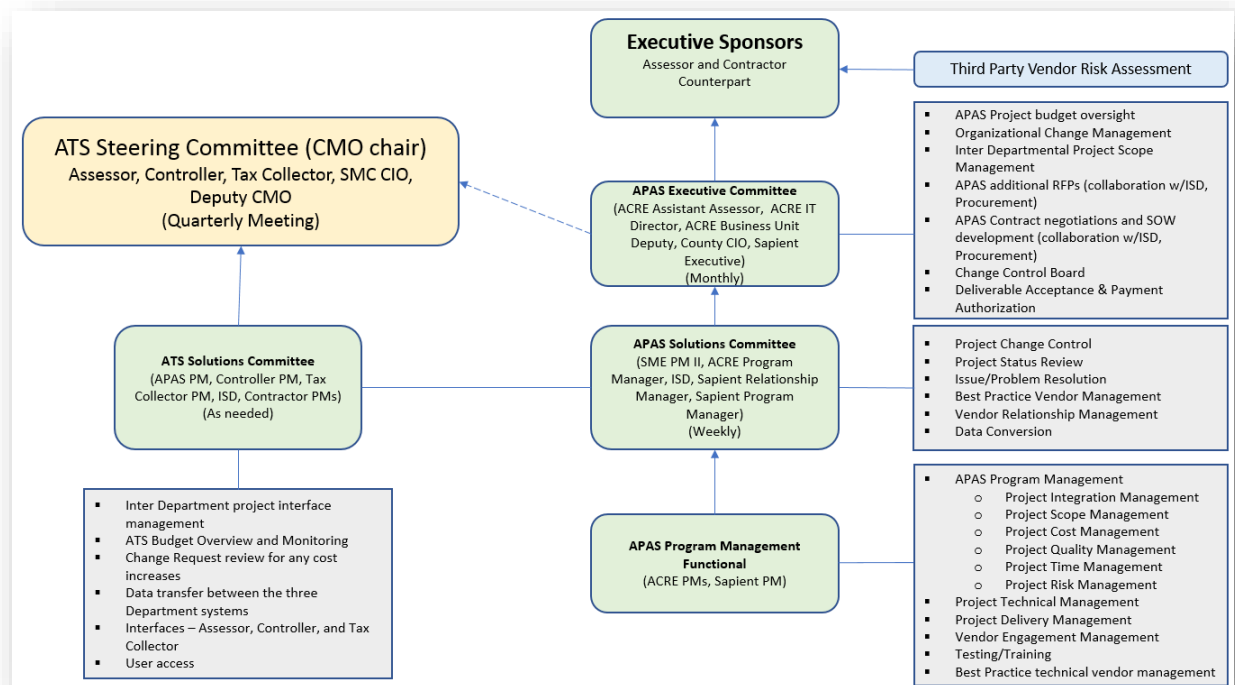 Executive Sponsors
Assessor and Contractor
Counterpart
Third Party Vendor Risk Assessment
ATS Steering Committee (CMO chair)
Assessor, Controller, Tax Collector, SMC CIO,
Deputy CMO
(Quarterly Meeting)
APAS Executive Committee
(ACRE Assistant Assessor, ACRE IT
Director, ACRE Business Unit
Deputy, County CIO, Sapient
Executive)
(Monthly)
▪ APAS Project budget oversight
▪ Organizational Change Management
▪ Inter Departmental Project Scope
Management
▪ APAS additional RFPs (collaboration w/ISD,
Procurement)
▪ APAS Contract negotiations and SOW
development (collaboration w/ISD,
Procurement)
▪ Change Control Board
▪ Deliverable Acceptance & Payment
Authorization
ATS Solutions Committee
(APAS PM, Controller PM, Tax
Collector PM, ISD, Contractor PMs)
(As needed)
APAS Solutions Committee
(SME PM II, ACRE Program
Manager, ISD, Sapient Relationship
Manager, Sapient Program
Manager)
(Weekly)
▪ Project Change Control
▪ Project Status Review
▪ Issue/Problem Resolution
▪ Best Practice Vendor Management
▪ Vendor Relationship Management
▪ Data Conversion
▪ Inter Department project interface
management
▪ ATS Budget Overview and Monitoring
▪ Change Request review for any cost
increases
▪ Data transfer between the three
Department systems
▪ Interfaces – Assessor, Controller, and Tax
Collector
▪ User access
APAS Program Management
Functional
(ACRE PMs, Sapient PM)
▪ APAS Program Management
o Project Integration Management
o Project Scope Management
o Project Cost Management
o Project Quality Management
o Project Time Management
o Project Risk Management
▪ Project Technical Management
▪ Project Delivery Management
▪ Vendor Engagement Management
▪ Testing/Training
▪ Best Practice technical vendor management